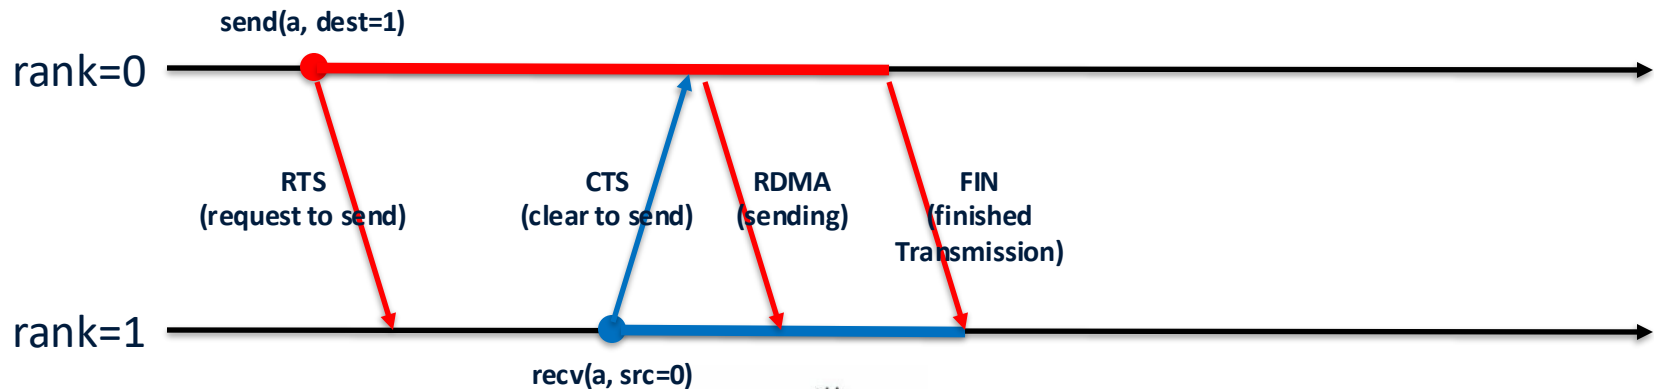 send(a, dest=1)
rank=0
RTS
(request to send)
CTS
(clear to send)
RDMA
(sending)
FIN
(finished
Transmission)
rank=1
recv(a, src=0)